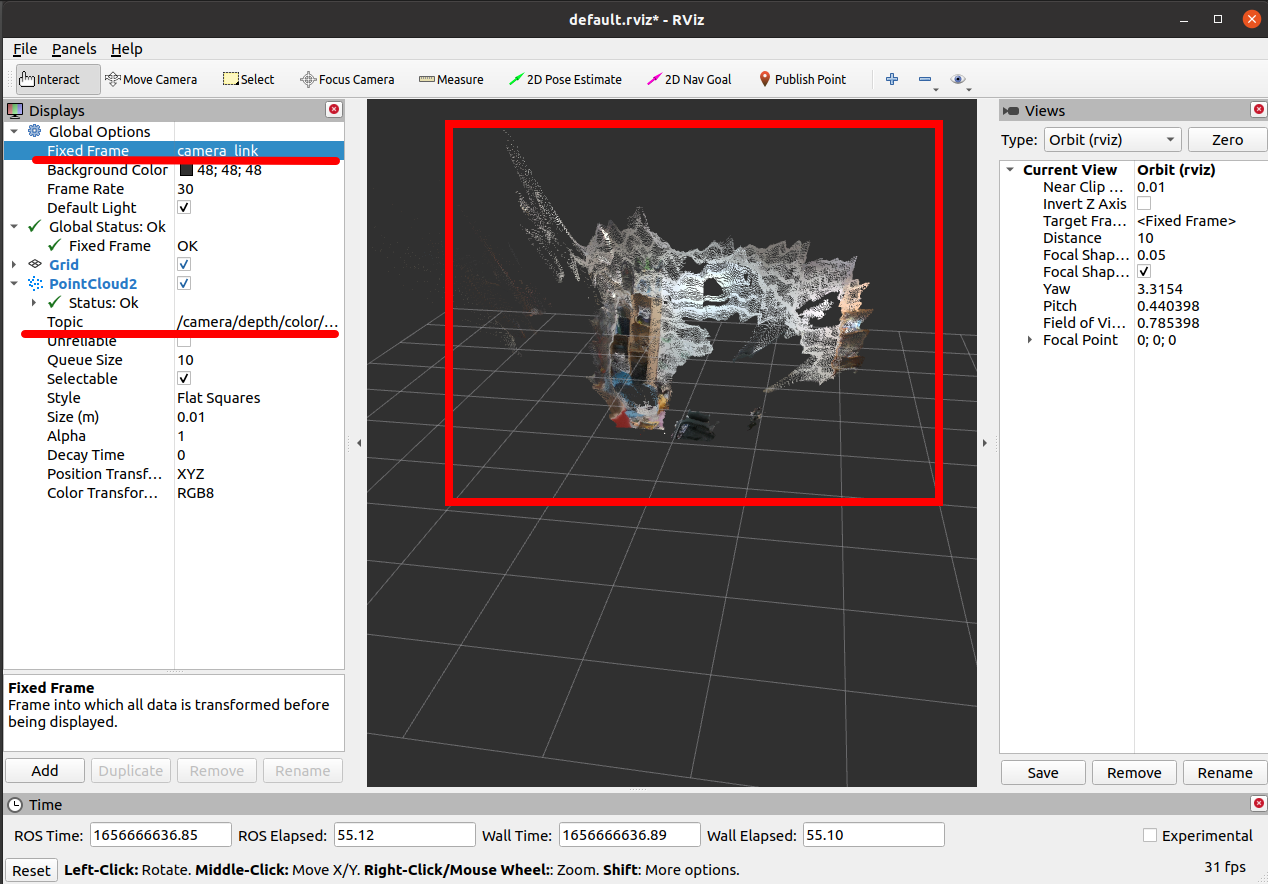 default.rviz* - RViz
File Panels Help
Interact Move Camera Select Focus Camera Measure 2D Pose Estimate 2D Nav Goal Publish Point
Displays
Global Options
Fixed Frame camera_link
Background Color 48; 48; 48
Frame Rate 30
Default Light
Global Status: Ok
Fixed Frame OK
Grid
PointCloud2
Status: Ok
Topic /camera/depth/color/...
Unreliable
Queue Size 10
Selectable
Style Flat Squares
Size (m) 0.01
Alpha 1
Decay Time 0
Position Transf... XYZ
Color Transfor... RGB8
Fixed Frame
Frame into which all data is transformed before
being displayed.
Add Duplicate Remove Rename
Views
Type: Orbit (rviz) Zero
Current View Orbit (rviz)
Near Clip ... 0.01
Invert Z Axis
Target Fra... <Fixed Frame>
Distance 10
Focal Shap... 0.05
Focal Shap...
Yaw 3.3154
Pitch 0.440398
Field of Vi... 0.785398
Focal Point 0; 0; 0
Save Remove Rename
Time
ROS Time: 1656666636.85 ROS Elapsed: 55.12 Wall Time: 1656666636.89 Wall Elapsed: 55.10 Experimental
Reset Left-Click: Rotate. Middle-Click: Move X/Y. Right-Click/Mouse Wheel:: Zoom. Shift: More options. 31 fps